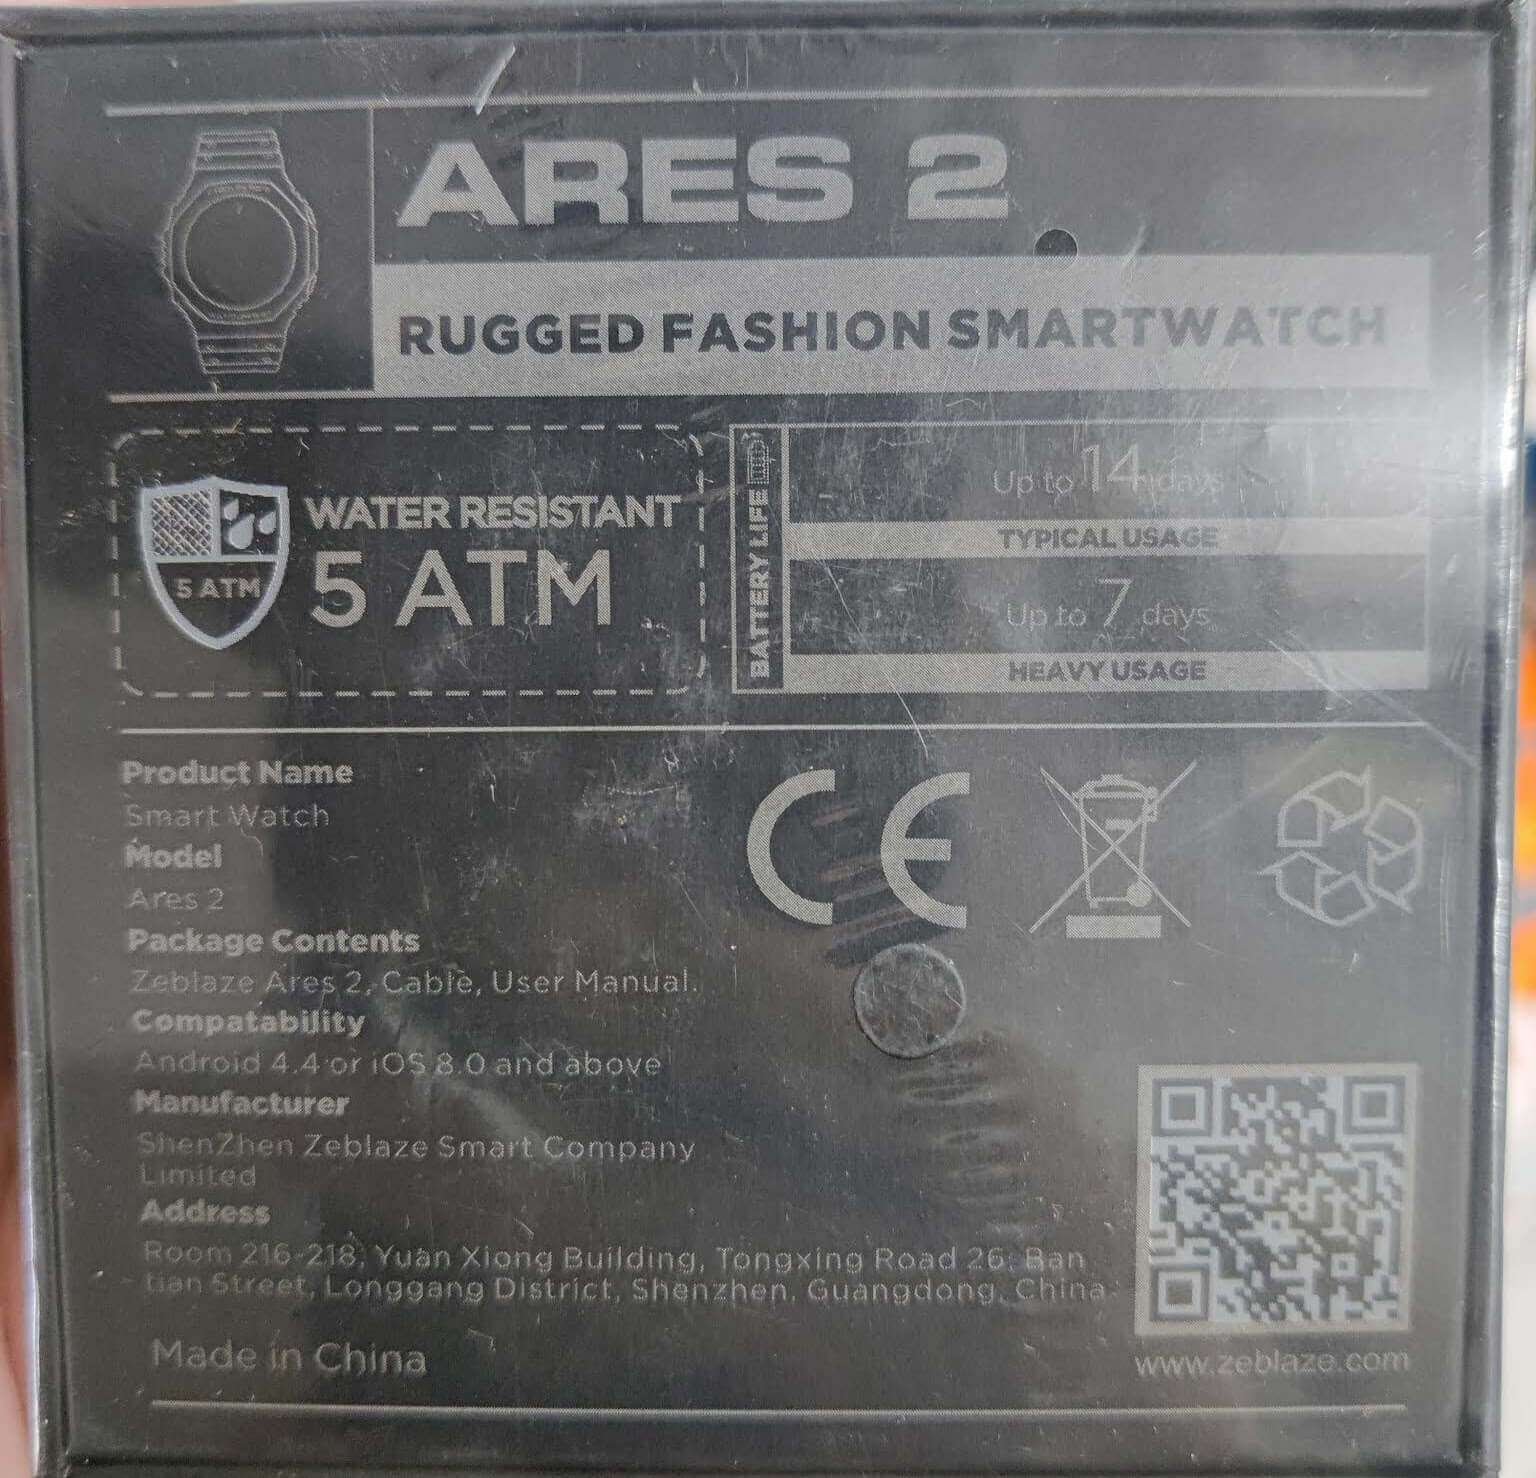 ARES 2
RUGGED FASHION SMARTWATCH
5 ATM
WATER RESISTANT
5 ATM
BATTERY LIFE
Up to 14 days
TYPICAL USAGE
Up to 7 days
HEAVY USAGE
Product Name
Smart Watch
Model
Ares 2
Package Contents
Zeblaze Ares 2, Cable, User Manual.
Compatability
Android 4.4 or iOS 8.0 and above
Manufacturer
ShenZhen Zeblaze Smart Company
Limited
Address
Room 216-218, Yuan Xiong Building, Tongxing Road 26, Ban
tian Street, Longgang District, Shenzhen, Guangdong, China.
Made in China
CE
www.zeblaze.com